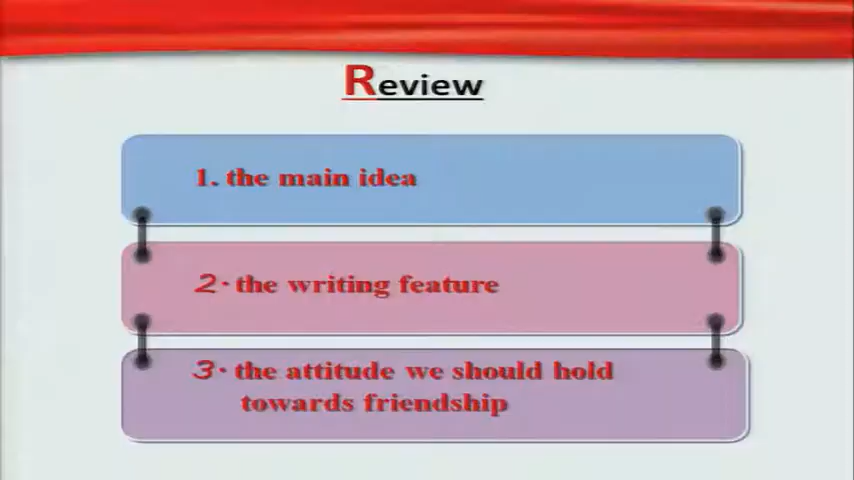 Review
1. the main idea
2· the writing feature
3· the attitude we should hold
towards friendship